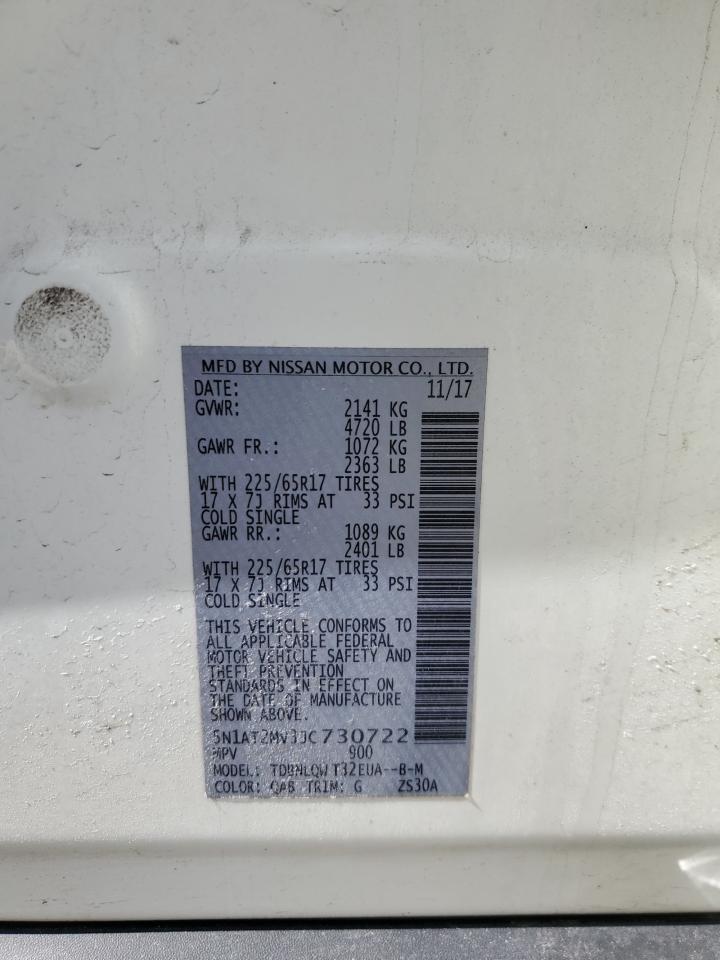 MFD BY NISSAN MOTOR CO., LTD.
DATE: 11/17
GVWR: 2141 KG
4720 LB
GAWR FR.: 1072 KG
2363 LB
WITH 225/65R17 TIRES
17 X 7J RIMS AT 33 PSI
COLD SINGLE
GAWR RR.: 1089 KG
2401 LB
WITH 225/65R17 TIRES
17 X 7J RIMS AT 33 PSI
COLD SINGLE
THIS VEHICLE CONFORMS TO
ALL APPLICABLE FEDERAL
MOTOR VEHICLE SAFETY AND
THEFT PREVENTION
STANDARDS IN EFFECT ON
THE DATE OF MANUFACTURE
SHOWN ABOVE.
5N1AT2MV3JC730722
MPV 900
MODEL: T32EUA--B-M
COLOR: QAB TRIM: G ZS30A